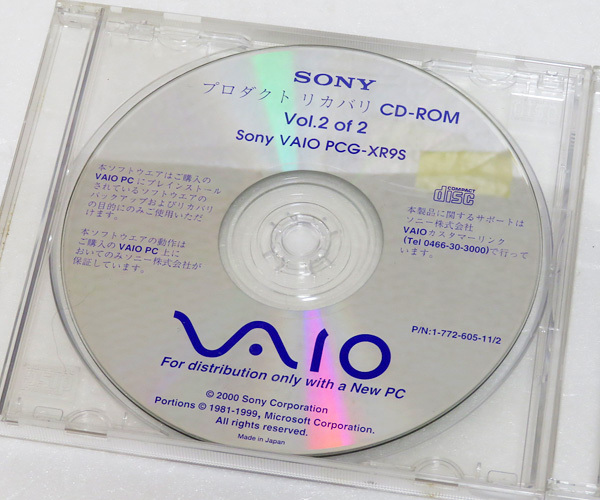 SONY
プロダクト リカバリ CD-ROM
Vol.2 of 2
Sony VAIO PCG-XR9S
本ソフトウエアはご購入の
VAIO PC にプレインストール
されているソフトウエアの
バックアップおよびリカバリ
の目的にのみご使用いただ
けます。
本ソフトウエアの動作は
ご購入の VAIO PC 上に
おいてのみソニー株式会社が
保証しています。
COMPACT
disc
本製品に関するサポートは
ソニー株式会社
VAIOカスタマーリンク
(Tel 0466-30-3000)で行って
います。
P/N:1-772-605-11/2
VAIO
For distribution only with a New PC
© 2000 Sony Corporation
Portions © 1981-1999, Microsoft Corporation.
All rights reserved.
Made in Japan